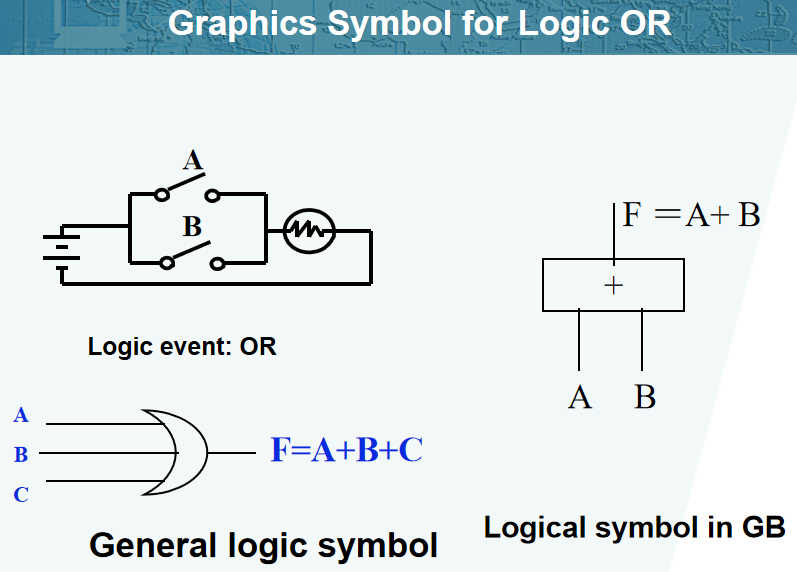 Graphics Symbol for Logic OR
A
B
F =A+ B
+
Logic event: OR
A B
A
B
C
F=A+B+C
General logic symbol
Logical symbol in GB